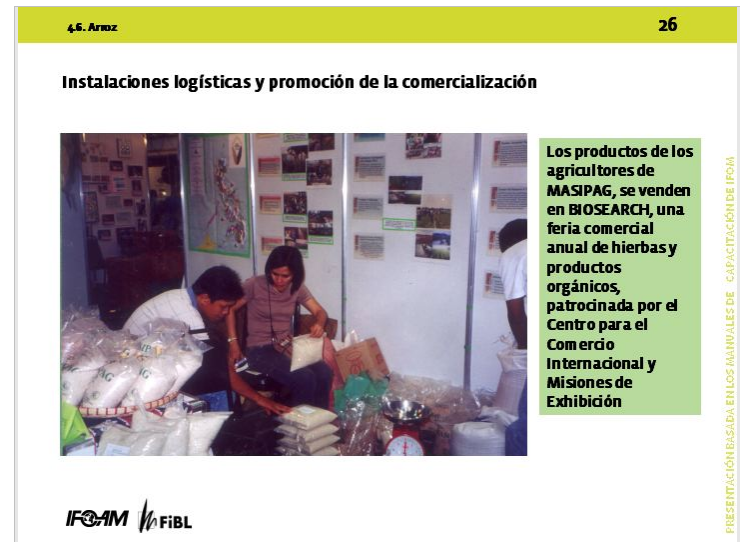 4.6. Arroz
26
Instalaciones logísticas y promoción de la comercialización
Los productos de los
agricultores de
MASIPAG, se venden
en BIOSEARCH, una
feria comercial
anual de hierbas y
productos
orgánicos,
patrocinada por el
Centro para el
Comercio
Internacional y
Misiones de
Exhibición
PRESENTACIÓN BASADA EN LOS MANUALES DE CAPACITACIÓN DE IFOM
IFOAM FiBL